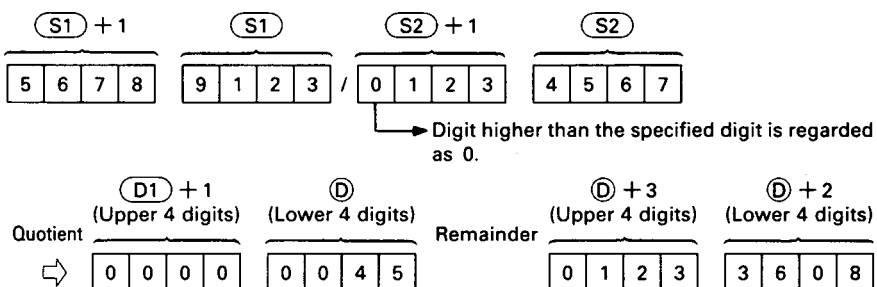 S1 + 1 S1 S2 + 1 S2
5 6 7 8 9 1 2 3 / 0 1 2 3 4 5 6 7
Digit higher than the specified digit is regarded
as 0.
D1 + 1 D D + 3 D + 2
(Upper 4 digits) (Lower 4 digits) (Upper 4 digits) (Lower 4 digits)
Quotient Remainder
0 0 0 0 0 0 4 5 0 1 2 3 3 6 0 8